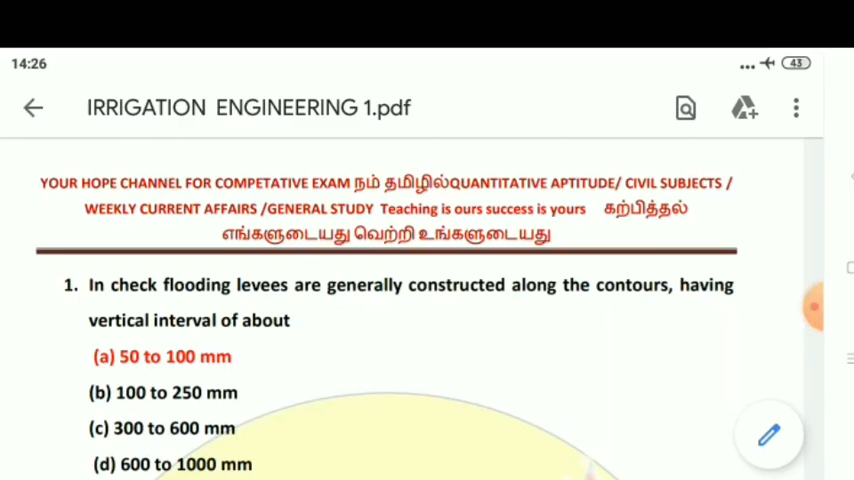 14:26
43
IRRIGATION ENGINEERING 1.pdf
YOUR HOPE CHANNEL FOR COMPETATIVE EXAM நம் தமிழில்QUANTITATIVE APTITUDE/ CIVIL SUBJECTS /
WEEKLY CURRENT AFFAIRS /GENERAL STUDY Teaching is ours success is yours கற்பித்தல்
எங்களுடையது வெற்றி உங்களுடையது
1. In check flooding levees are generally constructed along the contours, having
vertical interval of about
(a) 50 to 100 mm
(b) 100 to 250 mm
(c) 300 to 600 mm
(d) 600 to 1000 mm